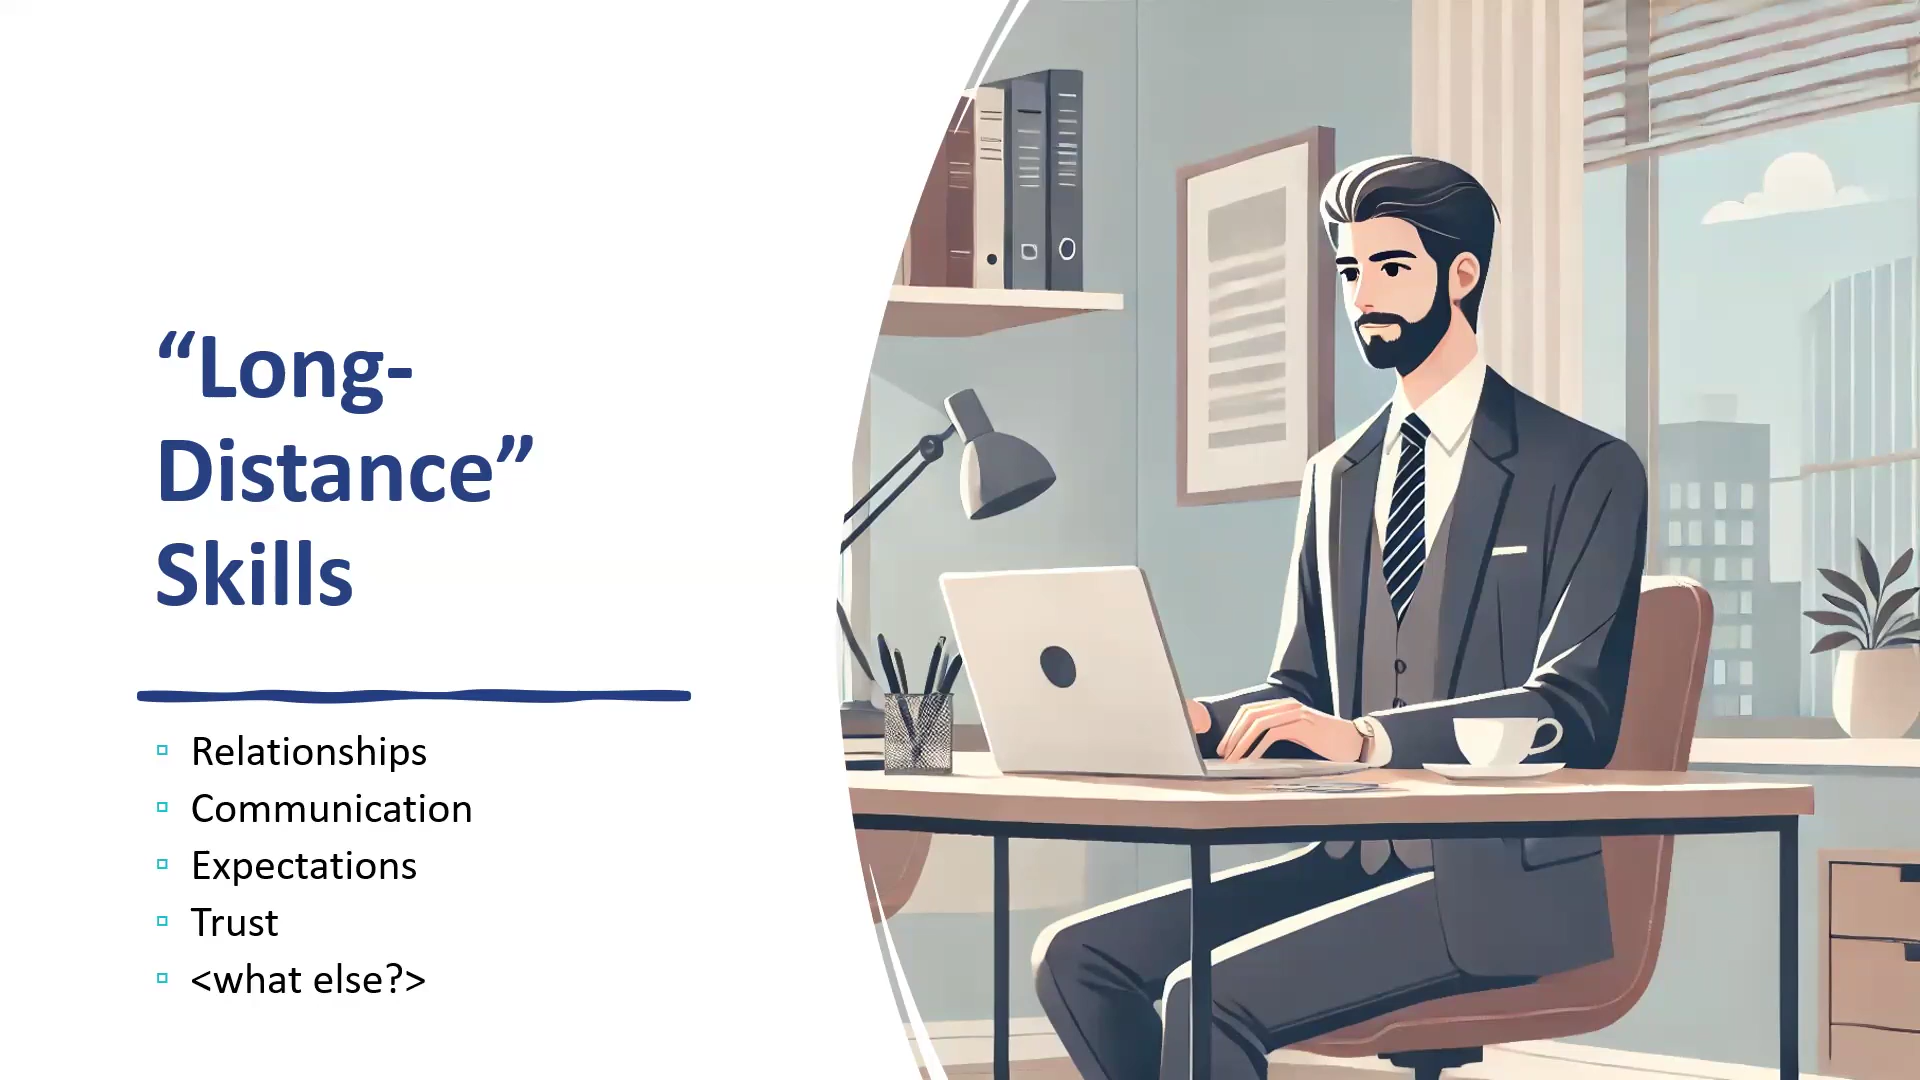 “Long-
Distance”
Skills
Relationships
Communication
Expectations
Trust
<what else?>